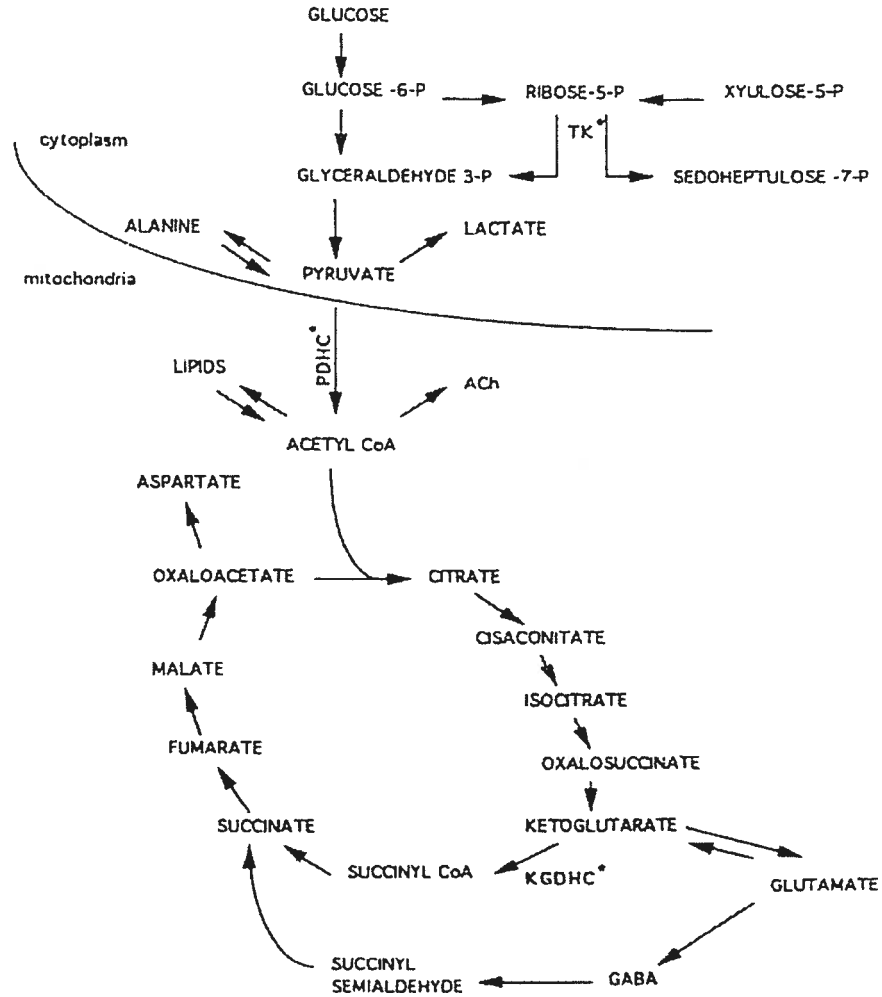 GLUCOSE
GLUCOSE -6-P
RIBOSE-5-P
XYULOSE-5-P
cytoplasm
TK*
GLYCERALDEHYDE 3-P
SEDOHEPTULOSE -7-P
ALANINE
LACTATE
PYRUVATE
mitochondria
PDHC*
LIPIDS
ACh
ACETYL CoA
ASPARTATE
OXALOACETATE
CITRATE
CISACONITATE
MALATE
ISOCITRATE
FUMARATE
OXALOSUCCINATE
SUCCINATE
KETOGLUTARATE
SUCCINYL CoA
KGDHC*
GLUTAMATE
SUCCINYL
SEMIALDEHYDE
GABA